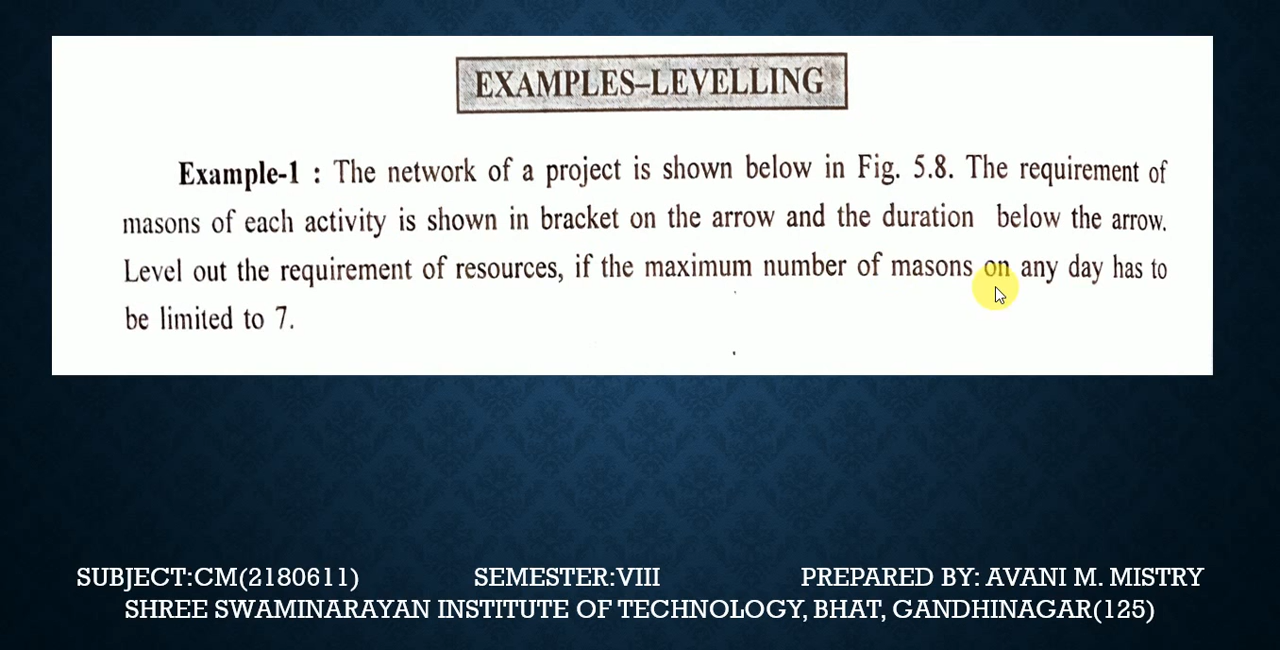 EXAMPLES–LEVELLING
Example-1 : The network of a project is shown below in Fig. 5.8. The requirement of
masons of each activity is shown in bracket on the arrow and the duration below the arrow.
Level out the requirement of resources, if the maximum number of masons on any day has to
be limited to 7.
SUBJECT:CM(2180611) SEMESTER:VIII PREPARED BY: AVANI M. MISTRY
SHREE SWAMINARAYAN INSTITUTE OF TECHNOLOGY, BHAT, GANDHINAGAR(125)